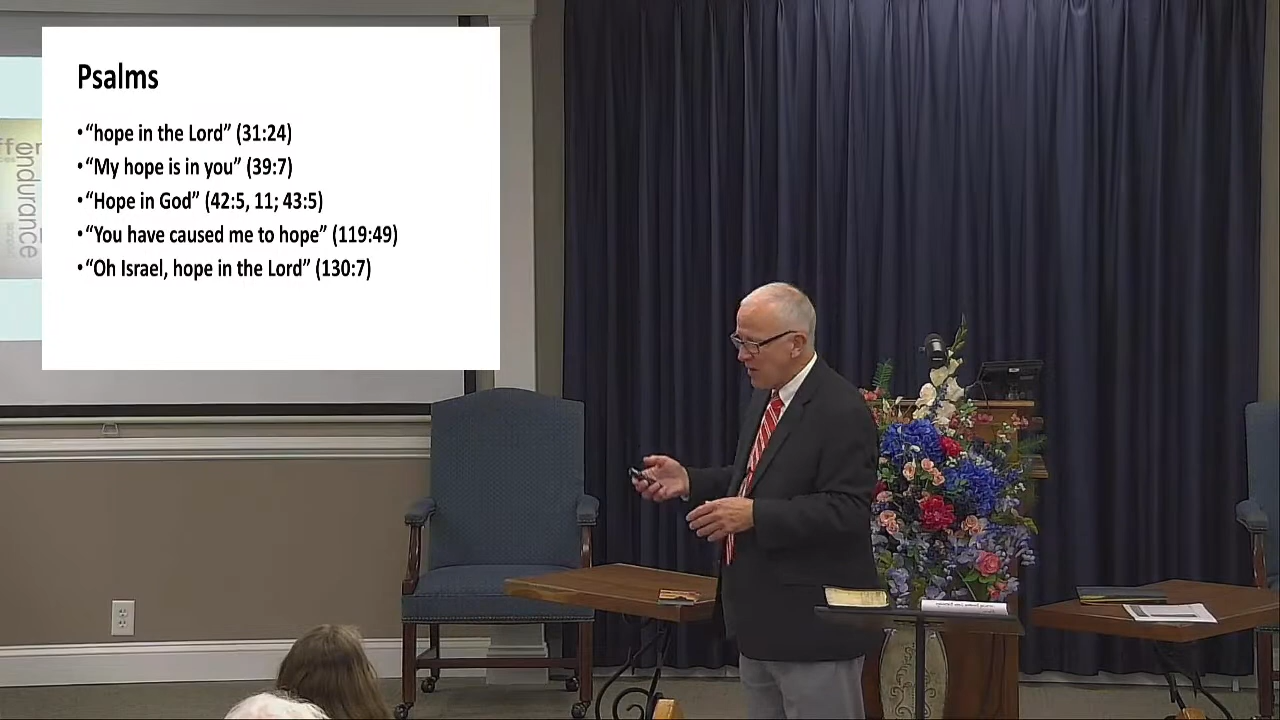 Psalms
•“hope in the Lord” (31:24)
•“My hope is in you” (39:7)
•“Hope in God” (42:5, 11; 43:5)
•“You have caused me to hope” (119:49)
•“Oh Israel, hope in the Lord” (130:7)
ffer
endurance